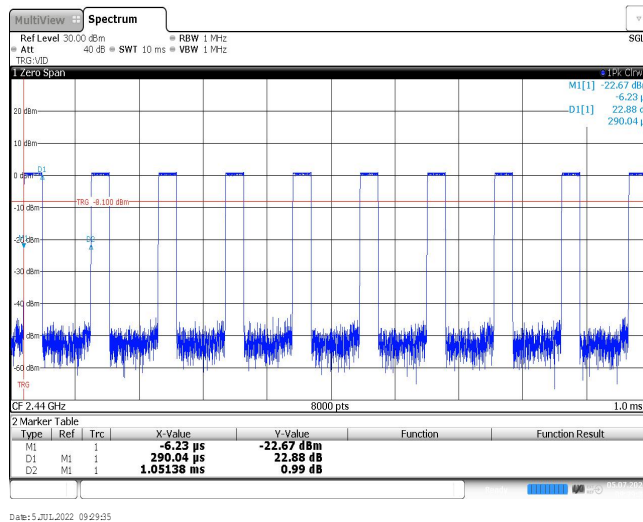 MultiView Spectrum
Ref Level 30.00 dBm RBW 1 MHz SGL
Att 40 dB SWT 10 ms VBW 1 MHz
TRG:VID
1 Zero Span 1Pk Clrw
M1[1] -22.67 dB
-6.23 µ
20 dBm D1[1] 22.88 d
290.04 µ
10 dBm
0 dBm D1
TRG -8.100 dBm
-10 dBm
-20 dBm M1 D2
-30 dBm
-40 dBm
-50 dBm
-60 dBm
TRG
CF 2.44 GHz 8000 pts 1.0 ms
2 Marker Table
Type Ref Trc X-Value Y-Value Function Function Result
M1 1 -6.23 µs -22.67 dBm
D1 M1 1 290.04 µs 22.88 dB
D2 M1 1 1.05138 ms 0.99 dB
Date: 5.JUL.2022 09:29:35